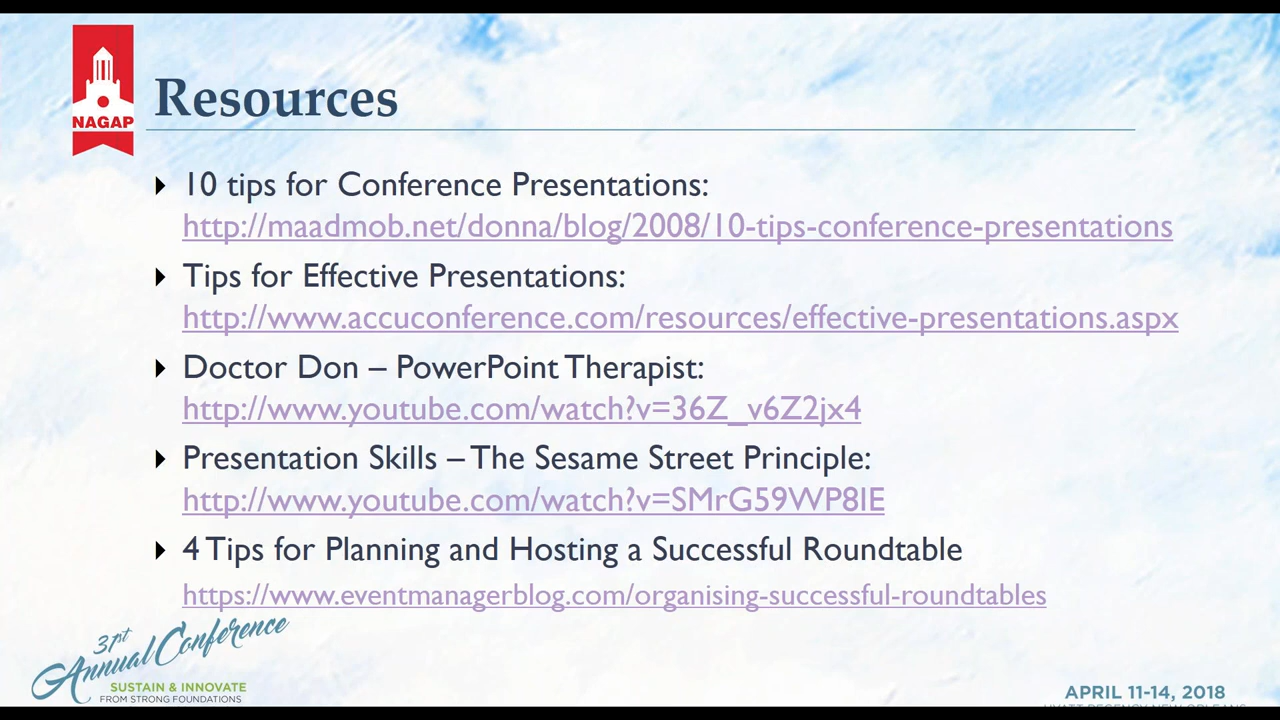 NAGAP
Resources
10 tips for Conference Presentations:
http://maadmob.net/donna/blog/2008/10-tips-conference-presentations
Tips for Effective Presentations:
http://www.accuconference.com/resources/effective-presentations.aspx
Doctor Don – PowerPoint Therapist:
http://www.youtube.com/watch?v=36Z_v6Z2jx4
Presentation Skills – The Sesame Street Principle:
http://www.youtube.com/watch?v=SMrG59WP8IE
4 Tips for Planning and Hosting a Successful Roundtable
https://www.eventmanagerblog.com/organising-successful-roundtables
31st
Annual Conference
SUSTAIN & INNOVATE
FROM STRONG FOUNDATIONS
APRIL 11-14, 2018